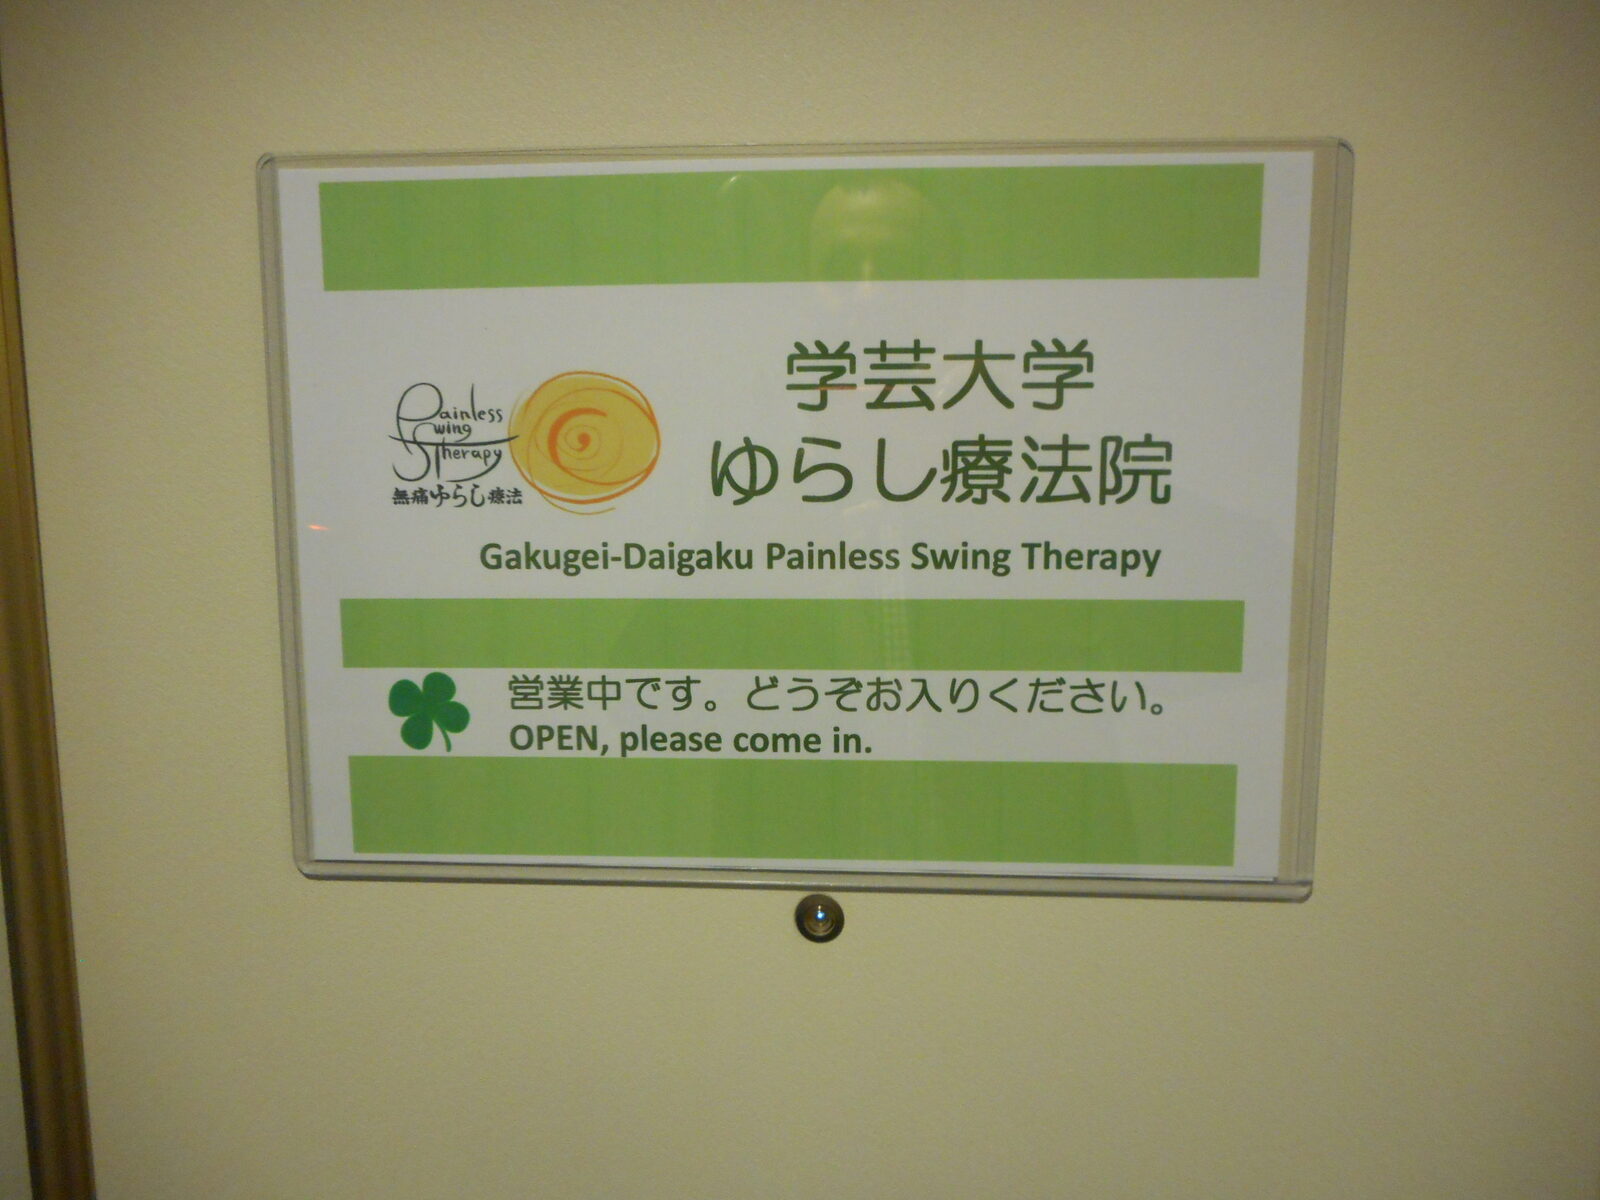 学芸大学
ゆらし療法院
Painless
Swing
Therapy
無痛ゆらし療法
Gakugei-Daigaku Painless Swing Therapy
営業中です。どうぞお入りください。
OPEN, please come in.